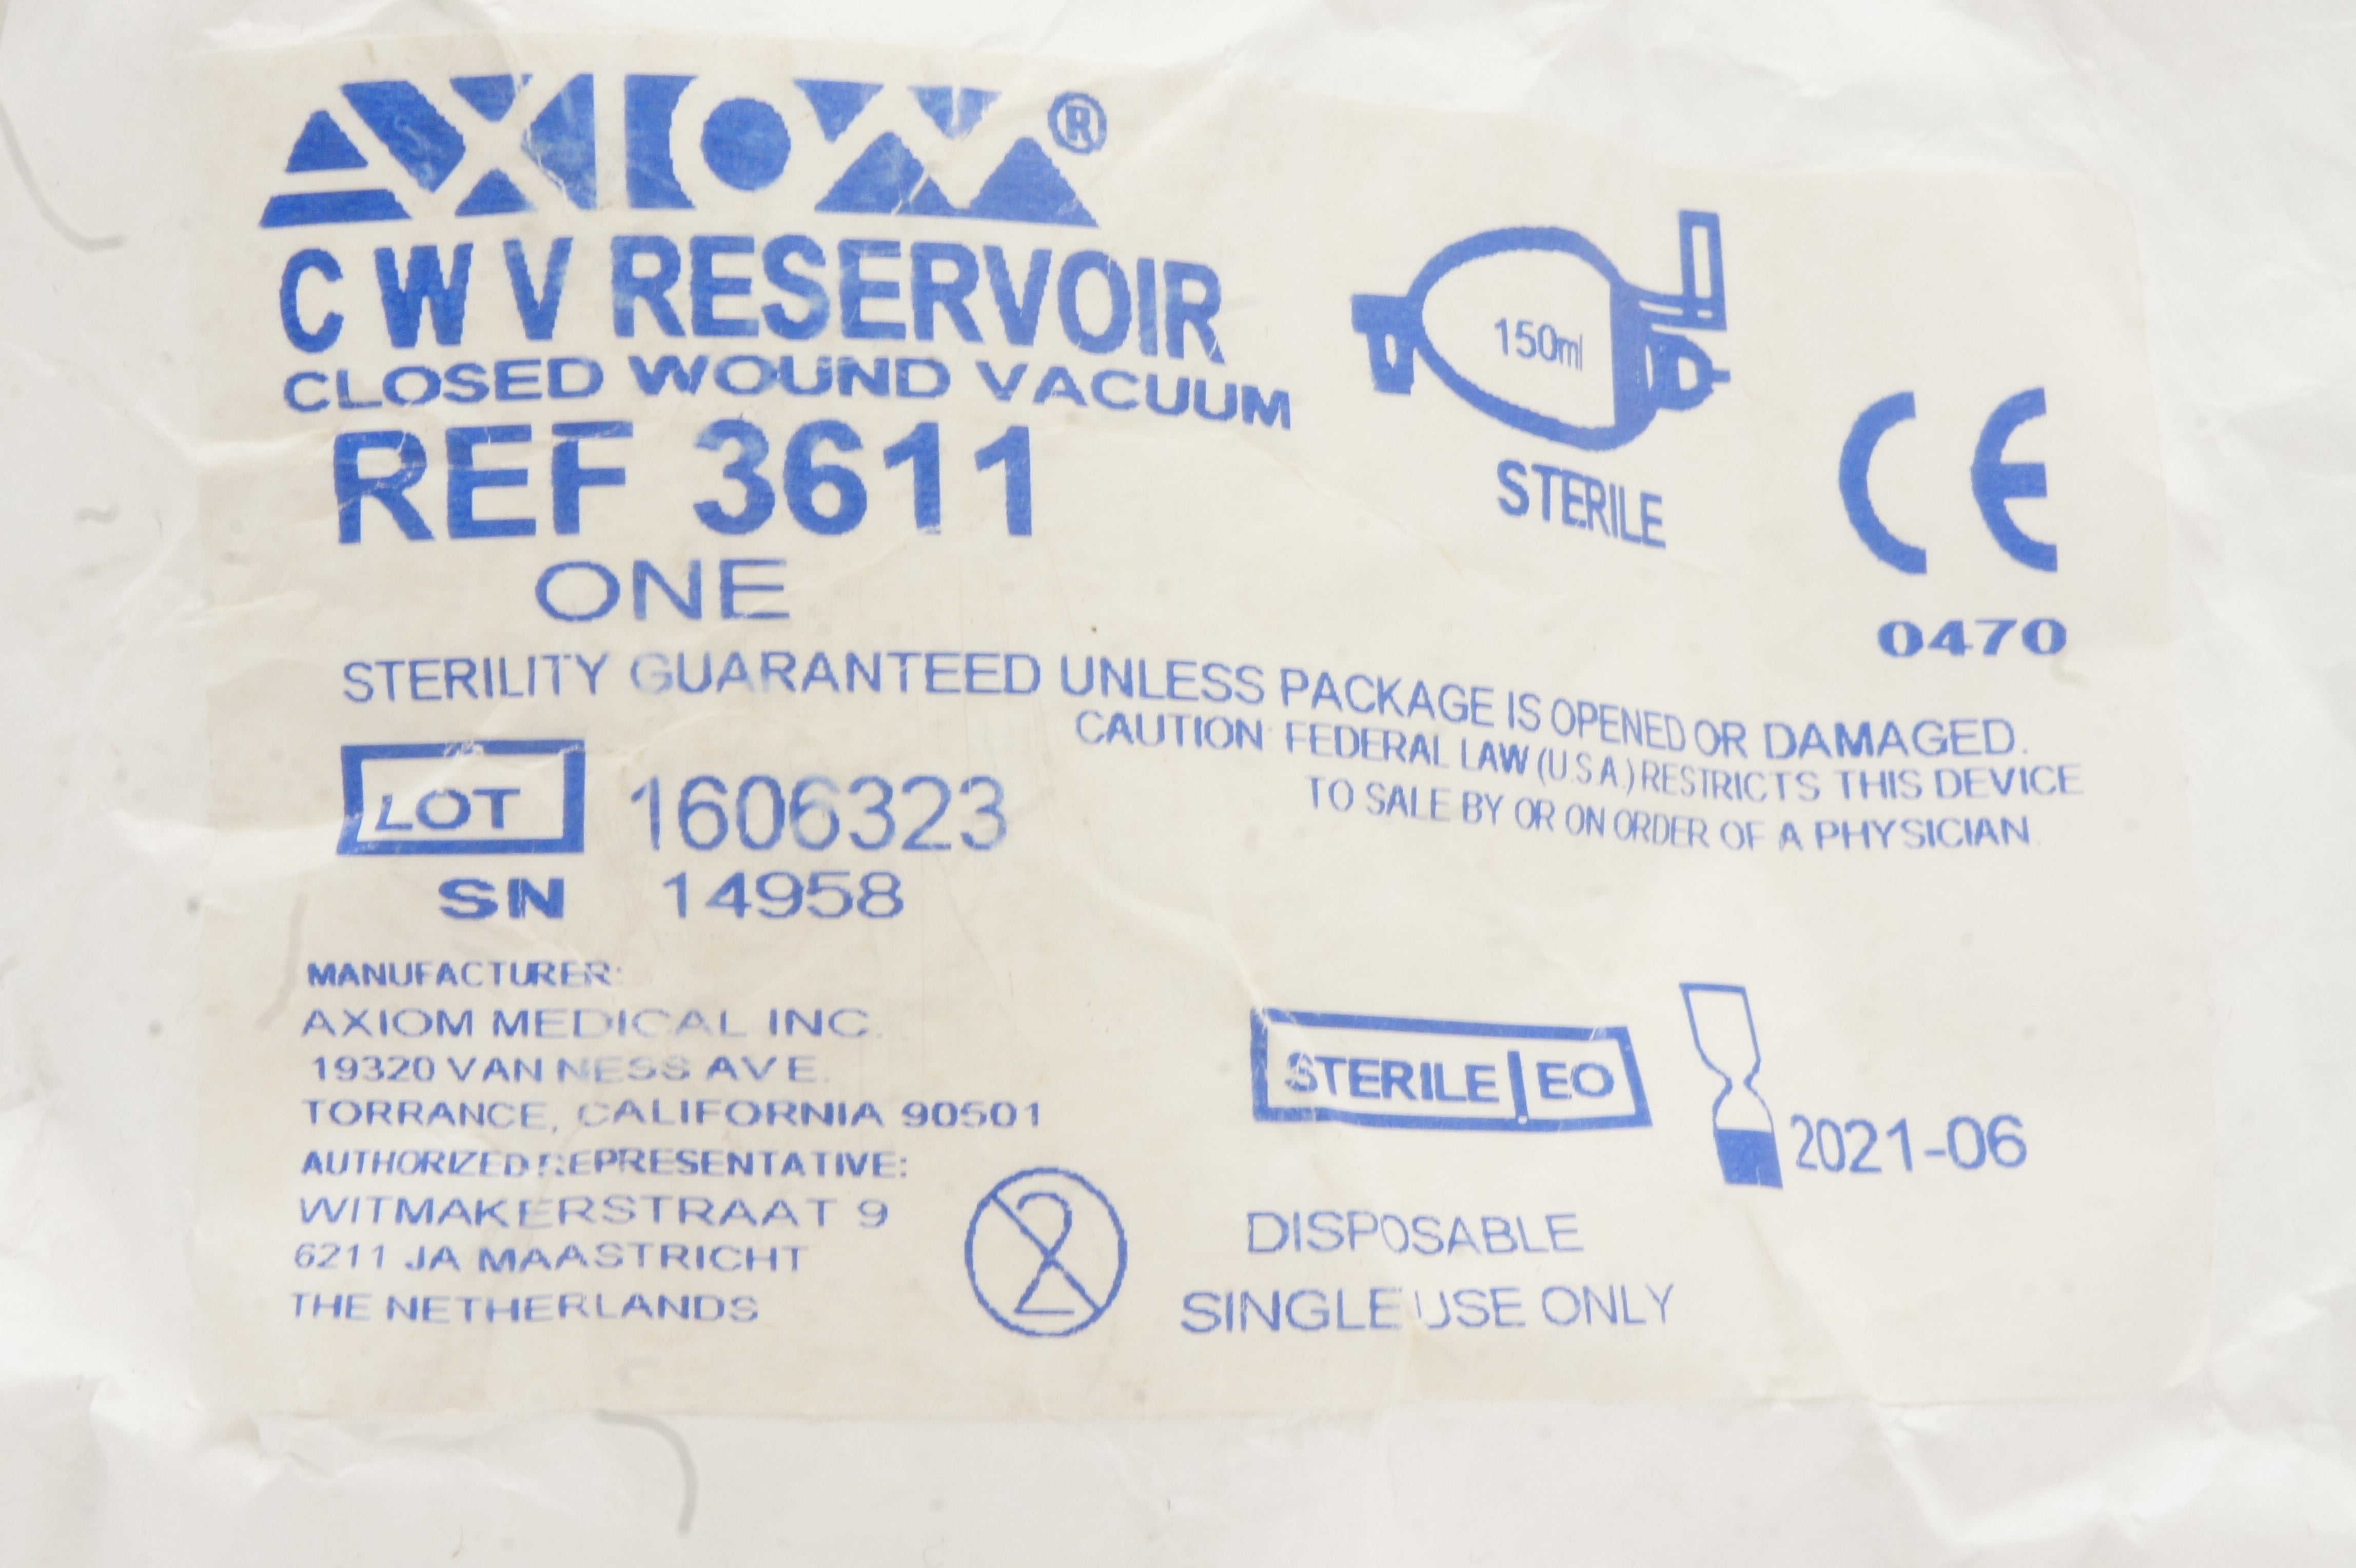 AXIOM®
C W V RESERVOIR
CLOSED WOUND VACUUM
REF 3611
ONE
150ml
STERILE
CE
0470
STERILITY GUARANTEED UNLESS PACKAGE IS OPENED OR DAMAGED.
CAUTION: FEDERAL LAW (U.S.A.) RESTRICTS THIS DEVICE
TO SALE BY OR ON ORDER OF A PHYSICIAN.
LOT 1606323
SN 14958
MANUFACTURER:
AXIOM MEDICAL INC.
19320 VAN NESS AVE.
TORRANCE, CALIFORNIA 90501
AUTHORIZED REPRESENTATIVE:
WITMAKERSTRAAT 9
6211 JA MAASTRICHT
THE NETHERLANDS
2
STERILE | EO
2021-06
DISPOSABLE
SINGLE USE ONLY